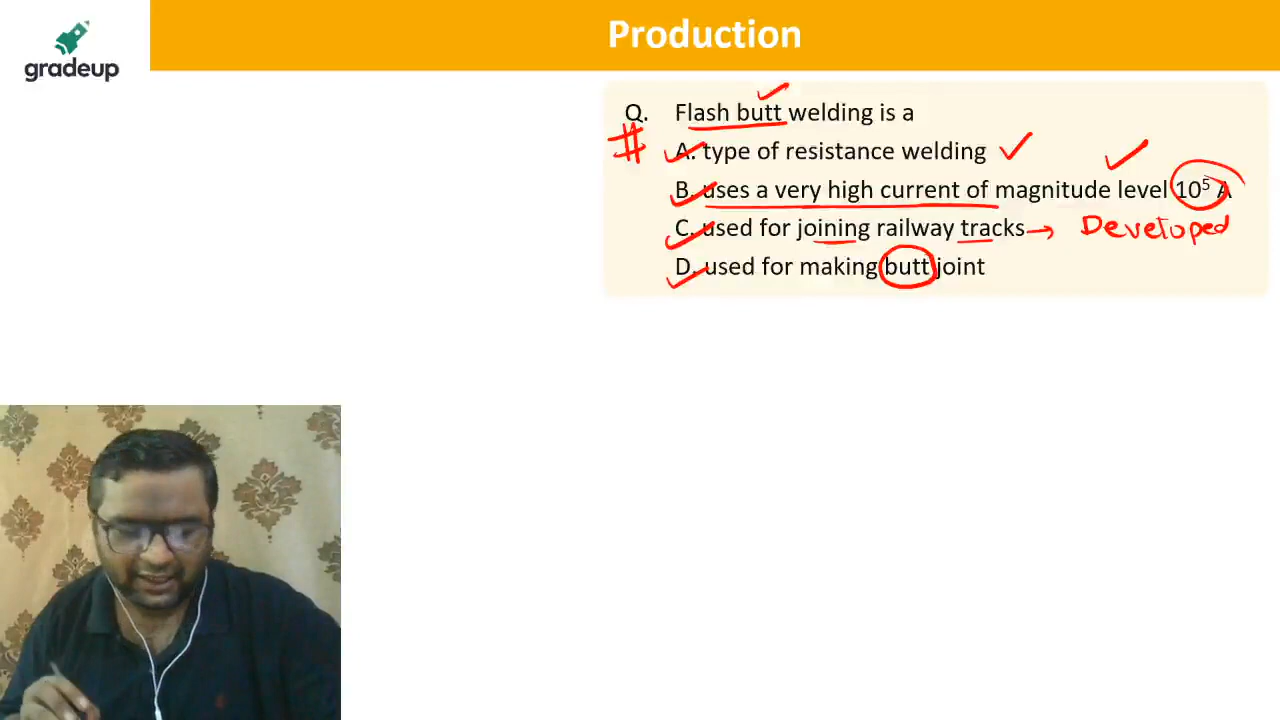 Production
gradeup
Q. Flash butt welding is a
# A. type of resistance welding
B. uses a very high current of magnitude level 10⁵ A
C. used for joining railway tracks → Developed
D. used for making butt joint